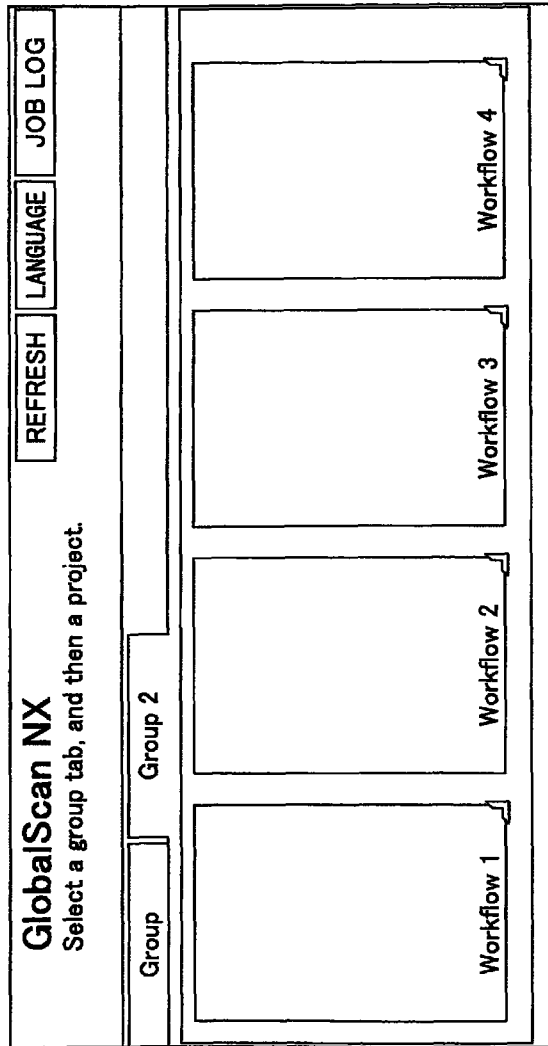 GlobalScan NX
REFRESH LANGUAGE JOB LOG
Select a group tab, and then a project.
Group Group 2
Workflow 1 Workflow 2 Workflow 3 Workflow 4